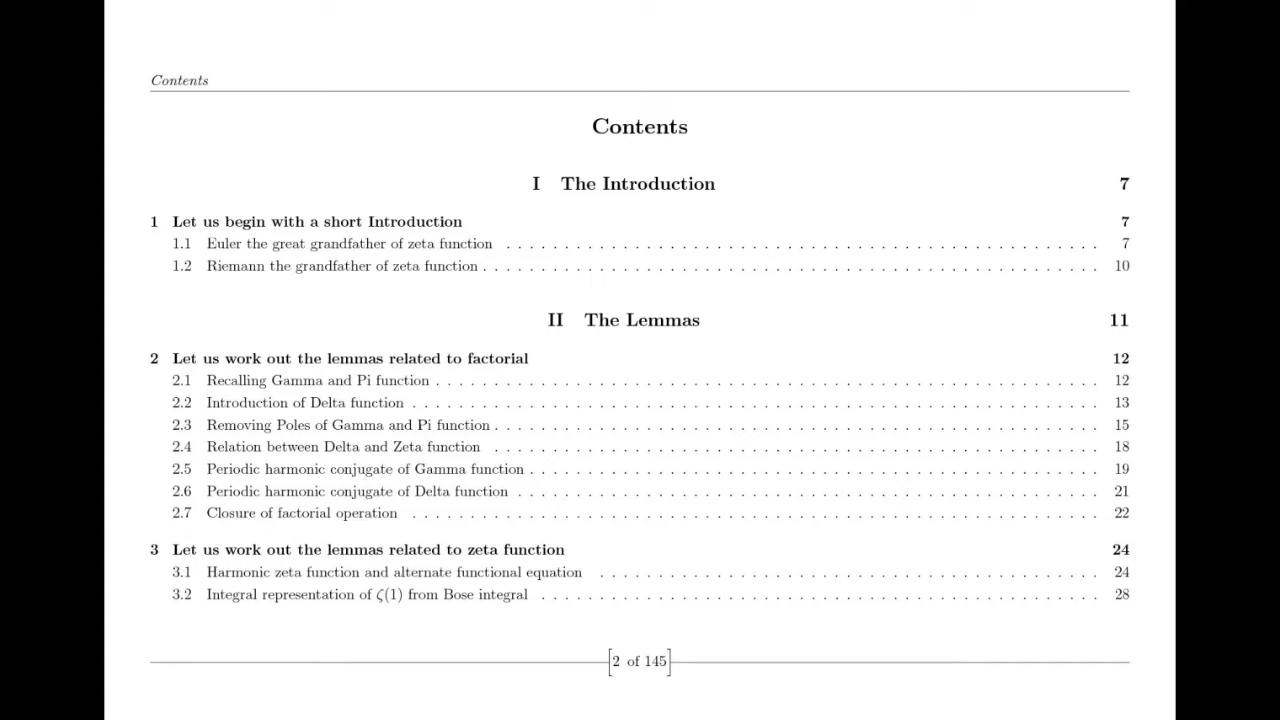 Contents
Contents
I The Introduction 7
1 Let us begin with a short Introduction 7
1.1 Euler the great grandfather of zeta function . . . . . . . . . . . . . . . . . . . . . . . . . . . . . . 7
1.2 Riemann the grandfather of zeta function . . . . . . . . . . . . . . . . . . . . . . . . . . . . . . 10
II The Lemmas 11
2 Let us work out the lemmas related to factorial 12
2.1 Recalling Gamma and Pi function . . . . . . . . . . . . . . . . . . . . . . . . . . . . . . 12
2.2 Introduction of Delta function . . . . . . . . . . . . . . . . . . . . . . . . . . . . . . 13
2.3 Removing Poles of Gamma and Pi function . . . . . . . . . . . . . . . . . . . . . . . . . . . . . . 15
2.4 Relation between Delta and Zeta function . . . . . . . . . . . . . . . . . . . . . . . . . . . . . . 18
2.5 Periodic harmonic conjugate of Gamma function . . . . . . . . . . . . . . . . . . . . . . . . . . . . . . 19
2.6 Periodic harmonic conjugate of Delta function . . . . . . . . . . . . . . . . . . . . . . . . . . . . . . 21
2.7 Closure of factorial operation . . . . . . . . . . . . . . . . . . . . . . . . . . . . . . 22
3 Let us work out the lemmas related to zeta function 24
3.1 Harmonic zeta function and alternate functional equation . . . . . . . . . . . . . . . . . . . . . . . . . . . . . . 24
3.2 Integral representation of ζ(1) from Bose integral . . . . . . . . . . . . . . . . . . . . . . . . . . . . . . 28
[2 of 145]